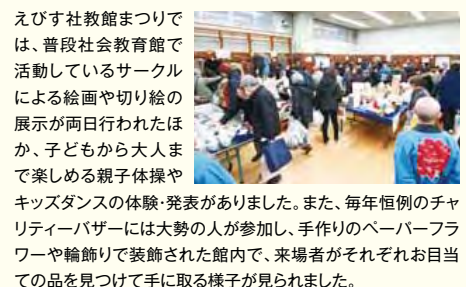 えびす社教館まつりで
は、普段社会教育館で
活動しているサークル
による絵画や切り絵の
展示が両日行われたほ
か、子どもから大人ま
で楽しめる親子体操や
キッズダンスの体験・発表がありました。また、毎年恒例のチャ
リティーバザーには大勢の人が参加し、手作りのペーパーフラ
ワーや輪飾りで装飾された館内で、来場者がそれぞれお目当
ての品を見つけて手に取る様子が見られました。